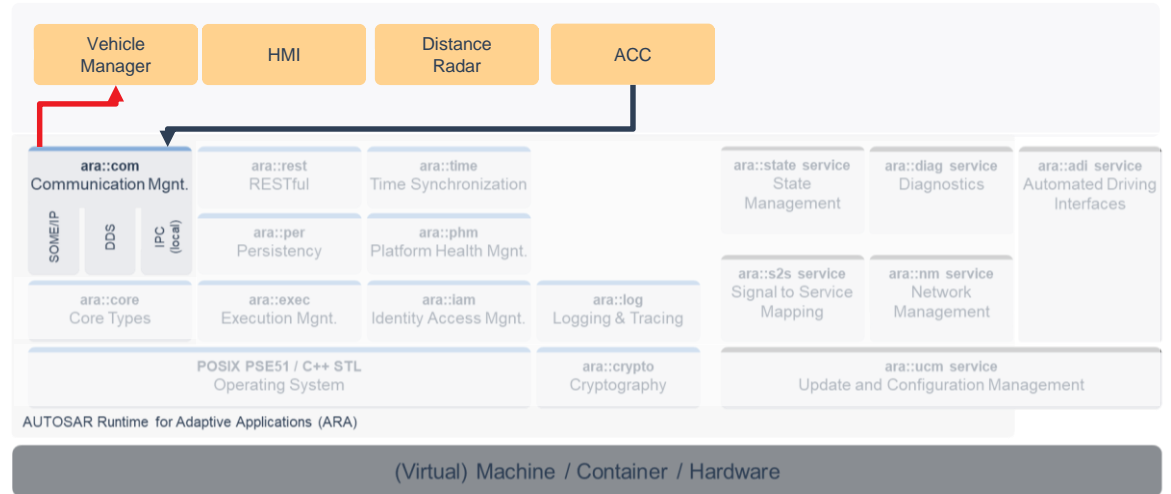 Vehicle
Manager
HMI
Distance
Radar
ACC
ara::com
Communication Mgnt.
SOME/IP
DDS
IPC
(local)
ara::rest
RESTful
ara::time
Time Synchronization
ara::per
Persistency
ara::phm
Platform Health Mgnt.
ara::state service
State
Management
ara::diag service
Diagnostics
ara::adi service
Automated Driving
Interfaces
ara::s2s service
Signal to Service
Mapping
ara::nm service
Network
Management
ara::core
Core Types
ara::exec
Execution Mgnt.
ara::iam
Identity Access Mgnt.
ara::log
Logging & Tracing
POSIX PSE51 / C++ STL
Operating System
ara::crypto
Cryptography
ara::ucm service
Update and Configuration Management
AUTOSAR Runtime for Adaptive Applications (ARA)
(Virtual) Machine / Container / Hardware